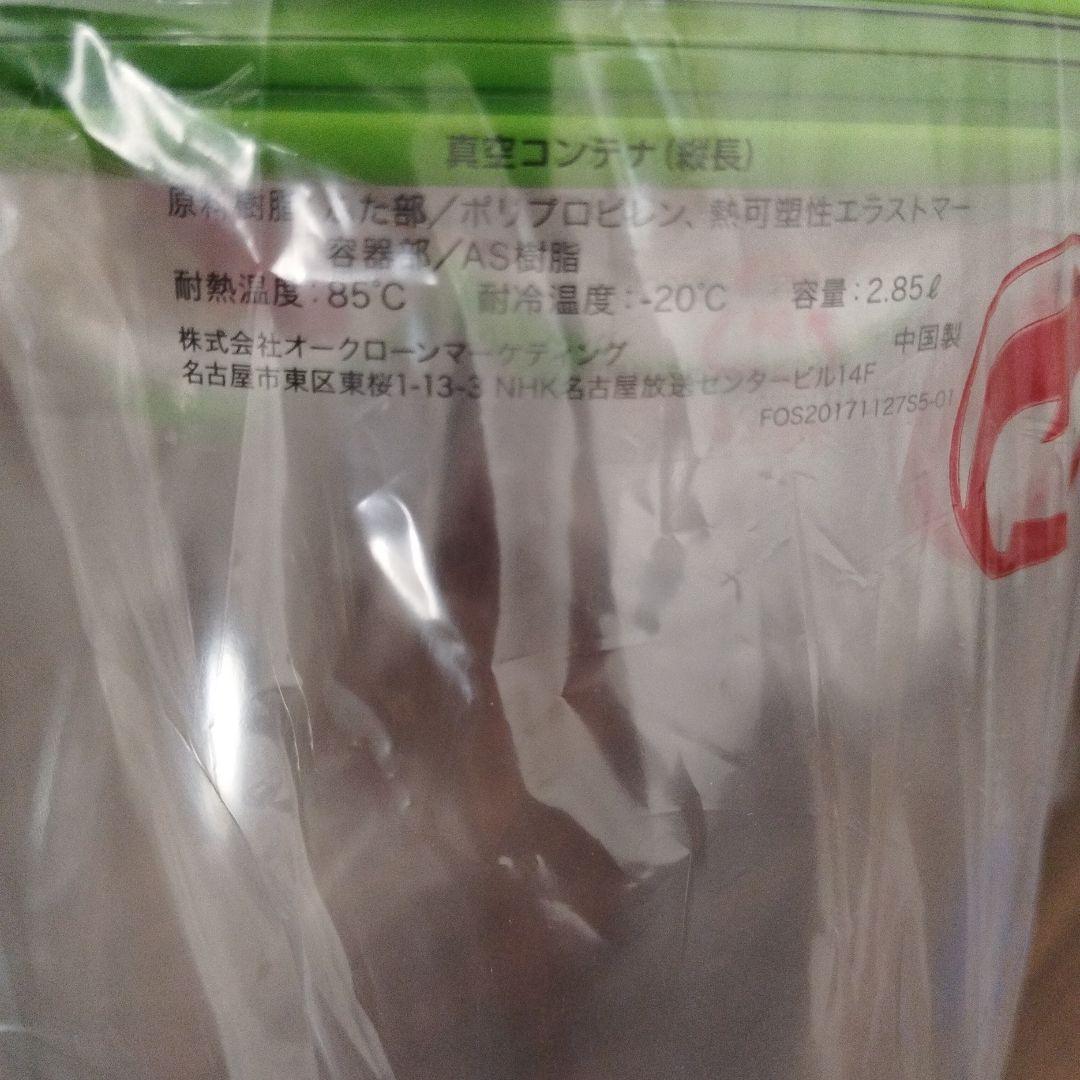 真空コンテナ(縦長)
原料樹脂 ふた部/ポリプロピレン、熱可塑性エラストマー
容器部/AS樹脂
耐熱温度:85℃ 耐冷温度:-20℃ 容量:2.85ℓ
株式会社オークローンマーケティング 中国製
名古屋市東区東桜1-13-3 NHK名古屋放送センタービル14F
FOS20171127S5-01